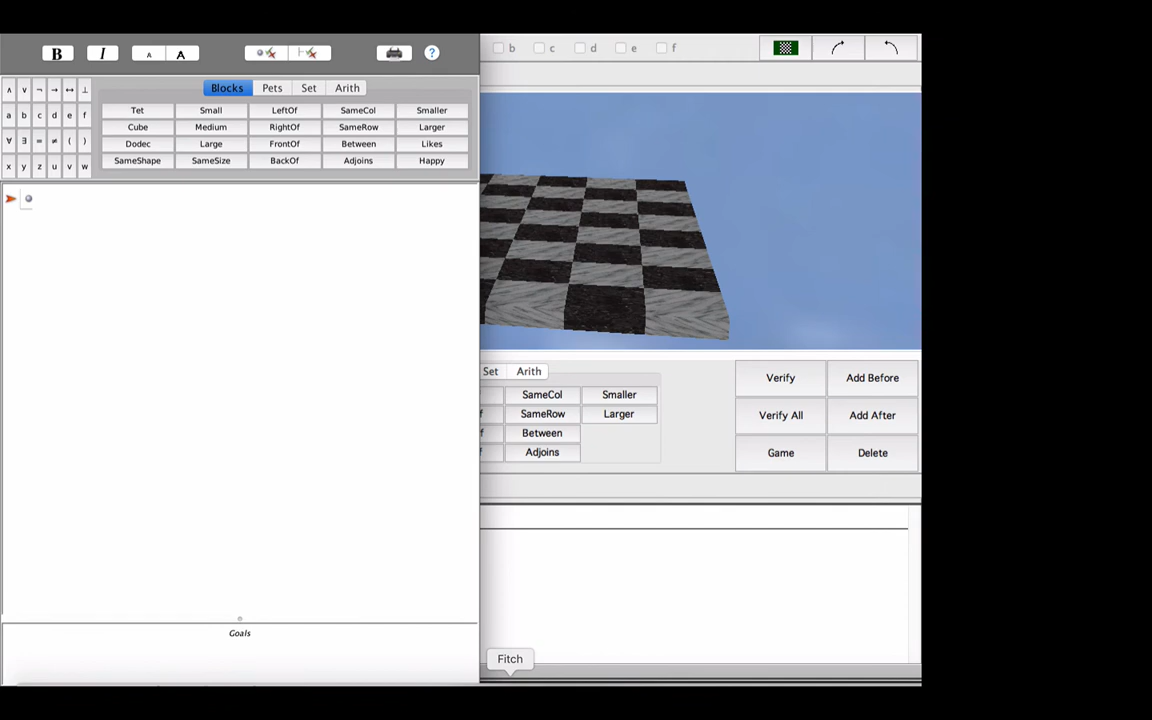 B I A A ?
b c d e f
Blocks Pets Set Arith
∧ ∨ ¬ → ↔ ⊥
a b c d e f
∀ ∃ = ≠ ( )
x y z u v w
Tet Small LeftOf SameCol Smaller
Cube Medium RightOf SameRow Larger
Dodec Large FrontOf Between Likes
SameShape SameSize BackOf Adjoins Happy
Set Arith
SameCol Smaller
f SameRow Larger
f Between
f Adjoins
Verify Add Before
Verify All Add After
Game Delete
Goals
Fitch